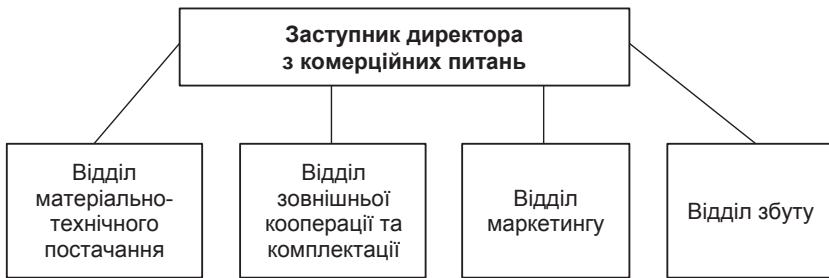 Заступник директора
з комерційних питань
Відділ
матеріально-
технічного
постачання
Відділ
зовнішньої
кооперації та
комплектації
Відділ
маркетингу
Відділ збуту